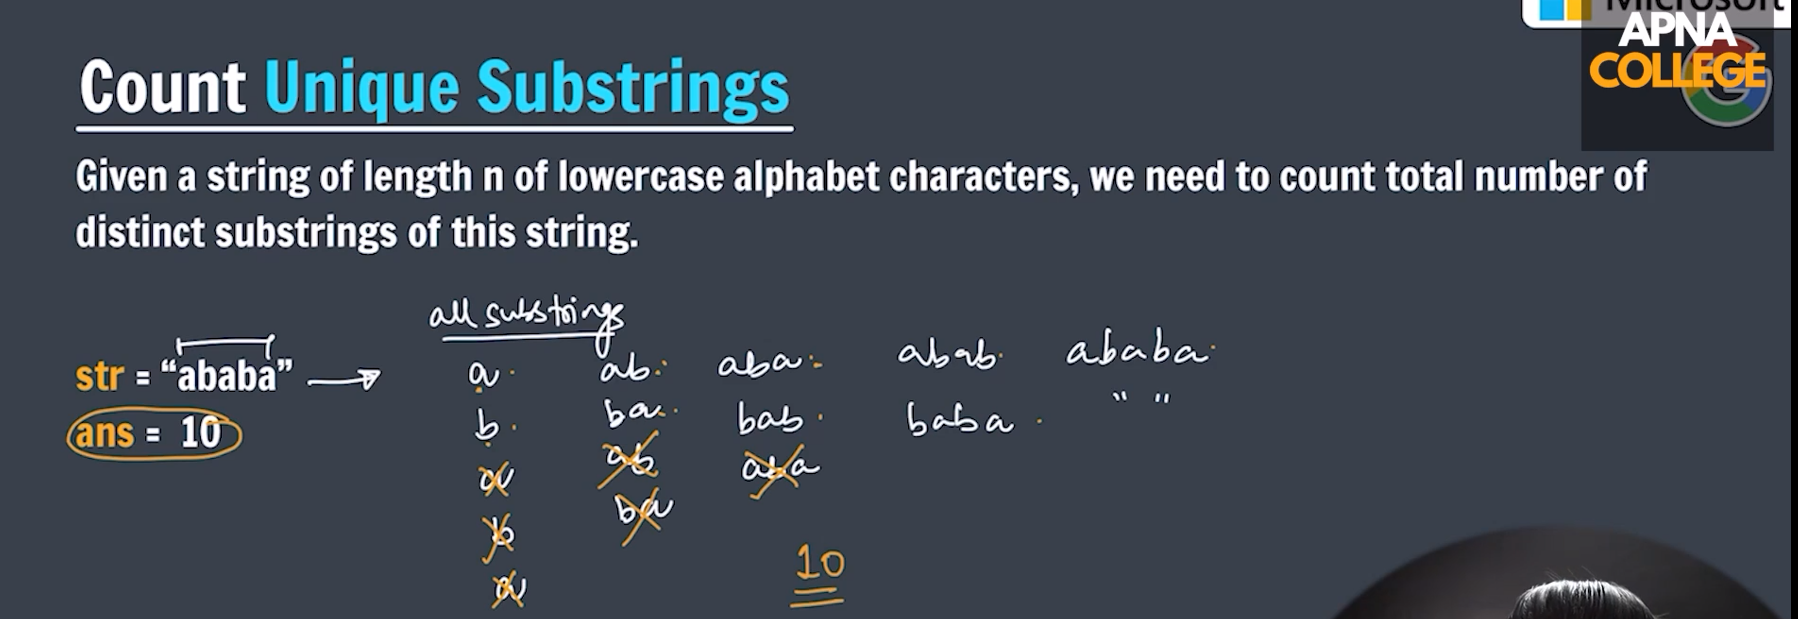 Microsoft
APNA
COLLEGE
Count Unique Substrings
Given a string of length n of lowercase alphabet characters, we need to count total number of
distinct substrings of this string.
all substrings
str = “ababa”
ans = 10
a ab aba abab ababa
b ba bab baba " "
a ab aba
b ba
a
10